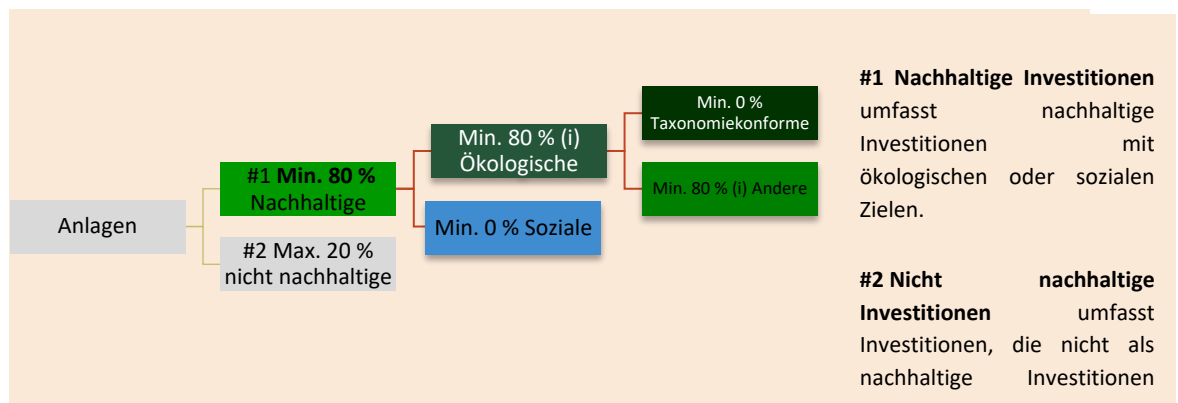 Anlagen
#1 Min. 80 %
Nachhaltige
#2 Max. 20 %
nicht nachhaltige
Min. 80 % (i)
Ökologische
Min. 0 % Soziale
Min. 0 %
Taxonomiekonforme
Min. 80 % (i) Andere
#1 Nachhaltige Investitionen
umfasst nachhaltige
Investitionen mit
ökologischen oder sozialen
Zielen.
#2 Nicht nachhaltige
Investitionen umfasst
Investitionen, die nicht als
nachhaltige Investitionen